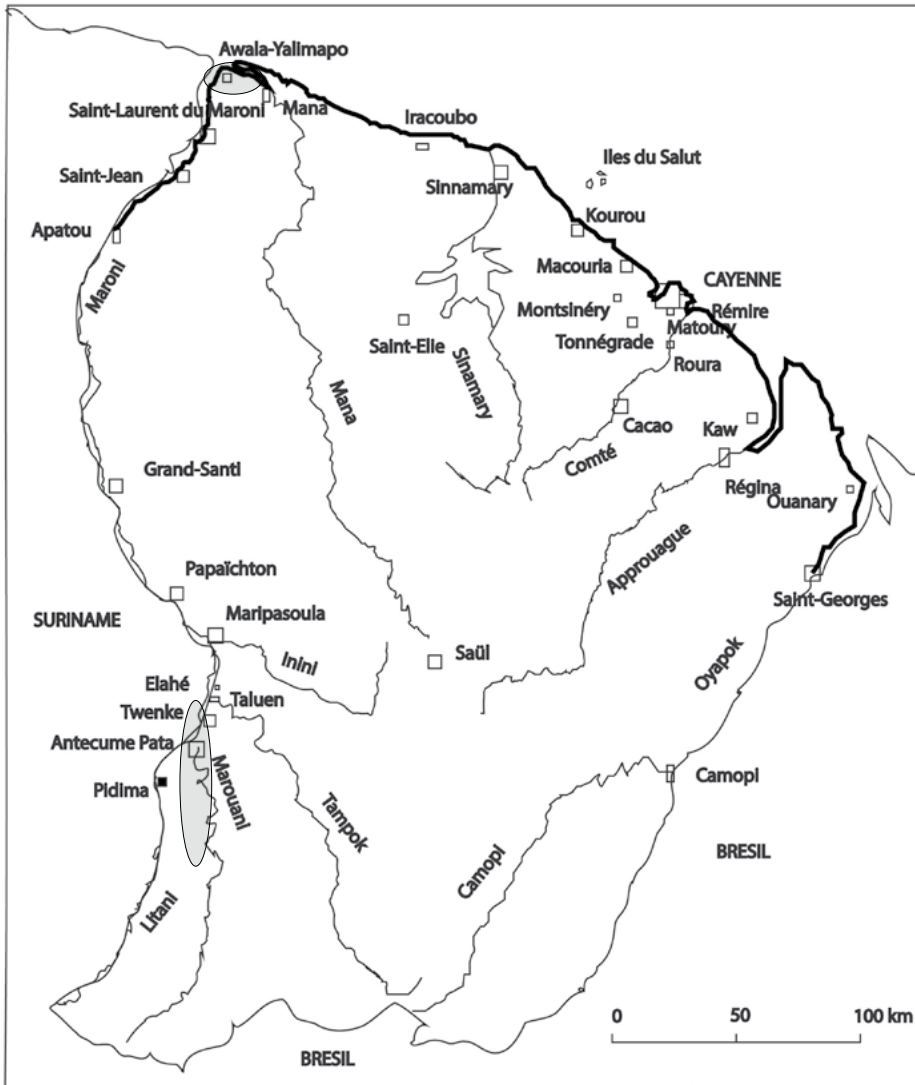 Awala-Yalimapo
Saint-Laurent du Maroni
Mana
Iracoubo
Iles du Salut
Saint-Jean
Sinnamary
Kourou
Apatou
Maroni
Macouria
CAYENNE
Montsinéry
Rémire
Matoury
Tonnégrade
Saint-Elie
Sinamary
Roura
Mana
Cacao
Kaw
Comté
Grand-Santi
Régina
Ouanary
Approuague
Papaïchton
Saint-Georges
SURINAME
Maripasoula
Inini
Saül
Oyapok
Elahé
Taluen
Twenke
Antecume Pata
Marouani
Pidima
Camopi
Tampok
Camopi
BRESIL
Litani
0 50 100 km
BRESIL